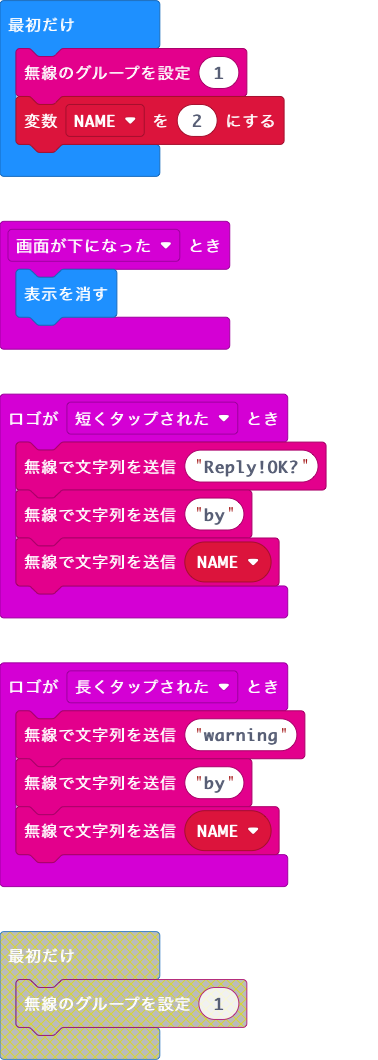 最初だけ
無線のグループを設定 1
変数 NAME を 2 にする
画面が下になった とき
表示を消す
ロゴが 短くタップされた とき
無線で文字列を送信 "Reply!OK?"
無線で文字列を送信 "by"
無線で文字列を送信 NAME
ロゴが 長くタップされた とき
無線で文字列を送信 "warning"
無線で文字列を送信 "by"
無線で文字列を送信 NAME
最初だけ
無線のグループを設定 1